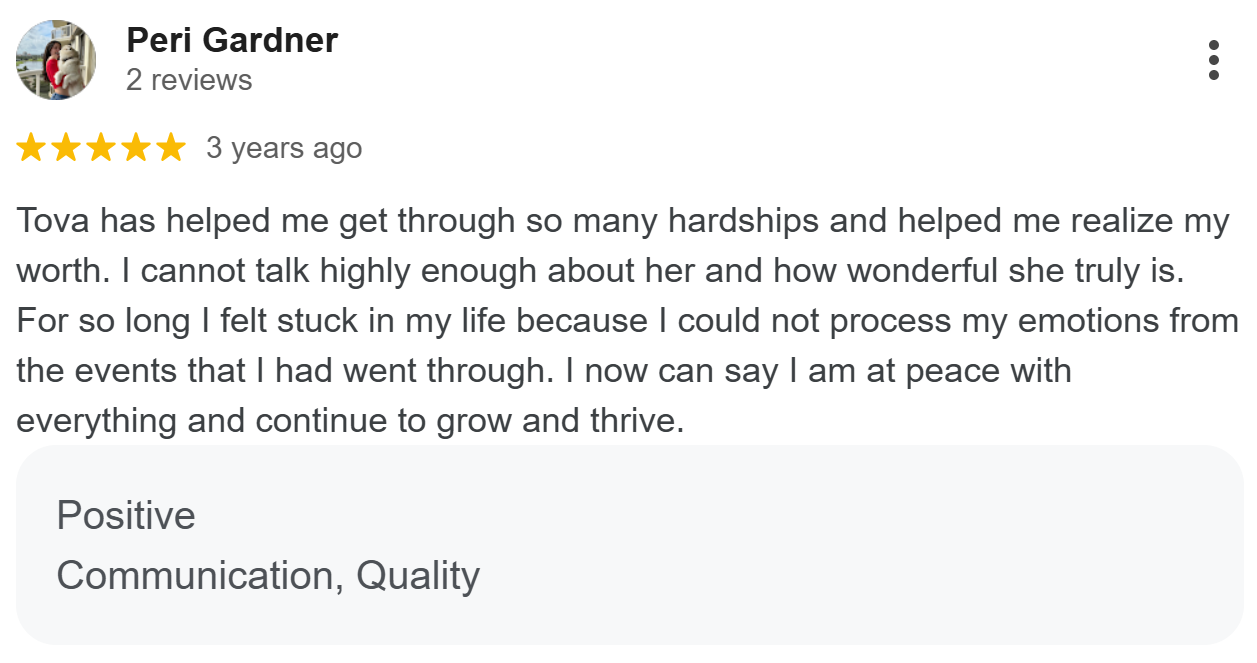 Peri Gardner
2 reviews
3 years ago
Tova has helped me get through so many hardships and helped me realize my
worth. I cannot talk highly enough about her and how wonderful she truly is.
For so long I felt stuck in my life because I could not process my emotions from
the events that I had went through. I now can say I am at peace with
everything and continue to grow and thrive.
Positive
Communication, Quality